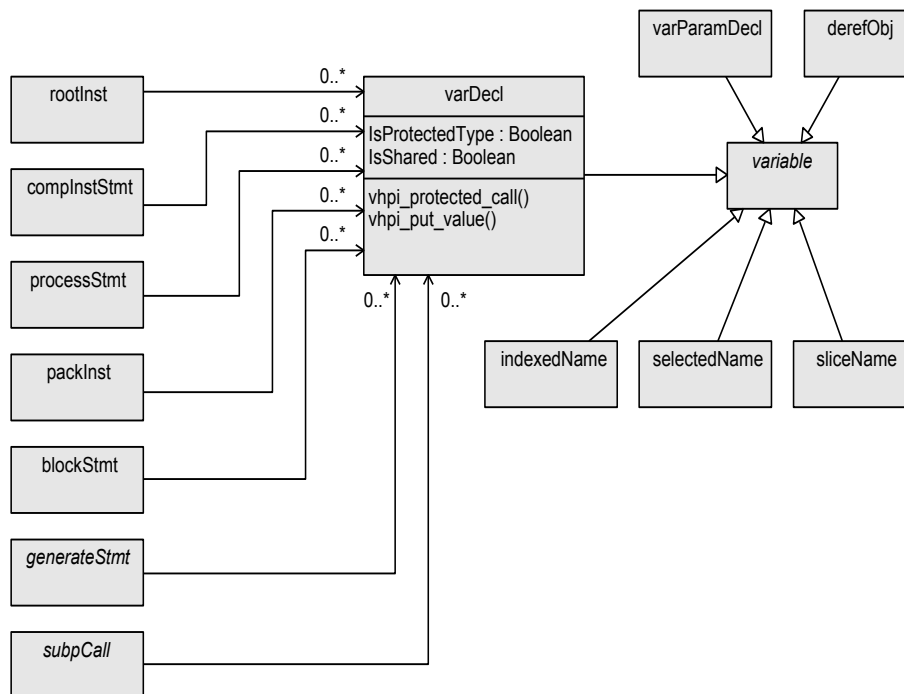 varParamDecl
derefObj
0..*
rootInst
varDecl
0..*
IsProtectedType : Boolean
IsShared : Boolean
variable
0..*
compInstStmt
0..*
vhpi_protected_call()
vhpi_put_value()
0..*
processStmt
0..*
0..*
indexedName
selectedName
sliceName
packInst
blockStmt
generateStmt
subpCall